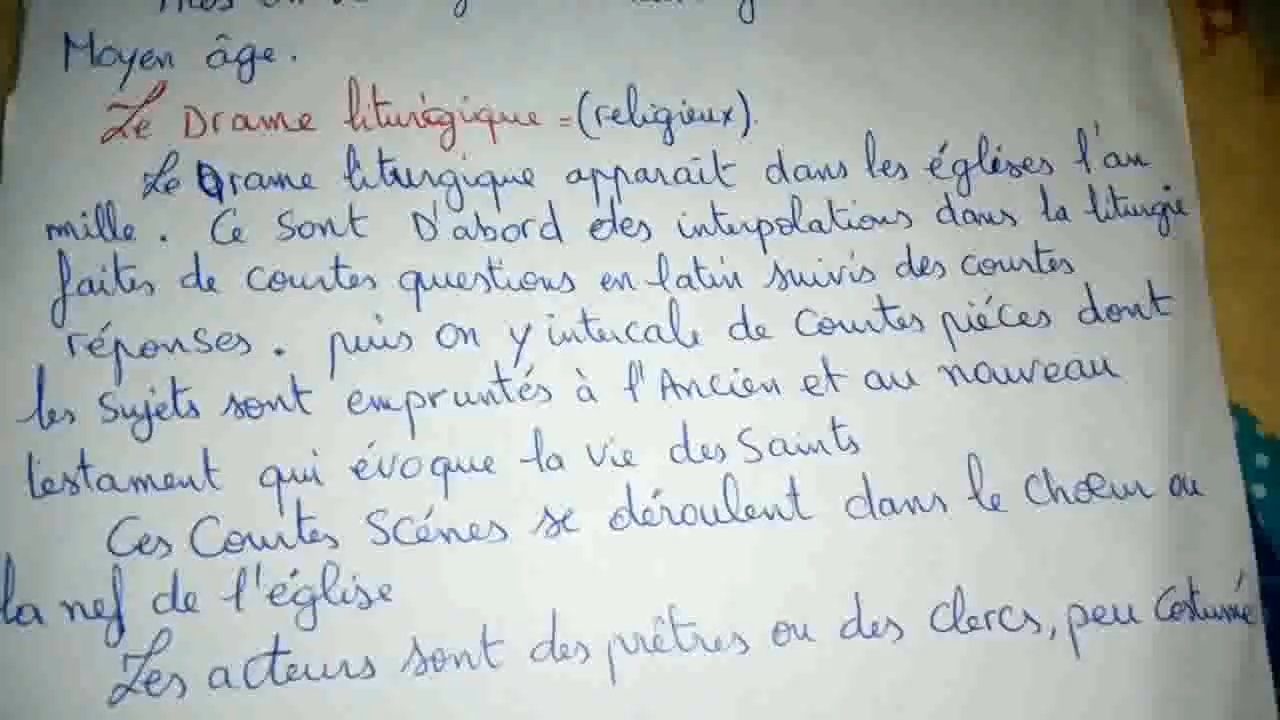 Moyen âge.
Le Drame liturgique = (religieux).
Le Drame liturgique apparait dans les églises l'an
mille. Ce sont D'abord des interpolations dans la liturgie
faites de courtes questions en latin suivis des courtes
réponses. puis on y intercale de courtes piéces dont
les sujets sont empruntés à l'Ancien et au nouveau
testament qui évoque la vie des Saints
Ces Courtes Scénes se déroulent dans le choeur ou
la nef de l'église
Les acteurs sont des prêtres ou des clercs, peu Costumé